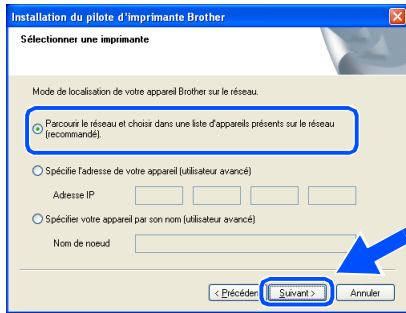 Installation du pilote d'imprimante Brother
Sélectionner une imprimante
Mode de localisation de votre appareil Brother sur le réseau.
Parcourir le réseau et choisir dans une liste d'appareils présents sur le réseau
(recommandé).
Spécifie l'adresse de votre appareil (utilisateur avancé)
Adresse IP
Spécifier votre appareil par son nom (utilisateur avancé)
Nom de noeud
< Précéden Suivant > Annuler